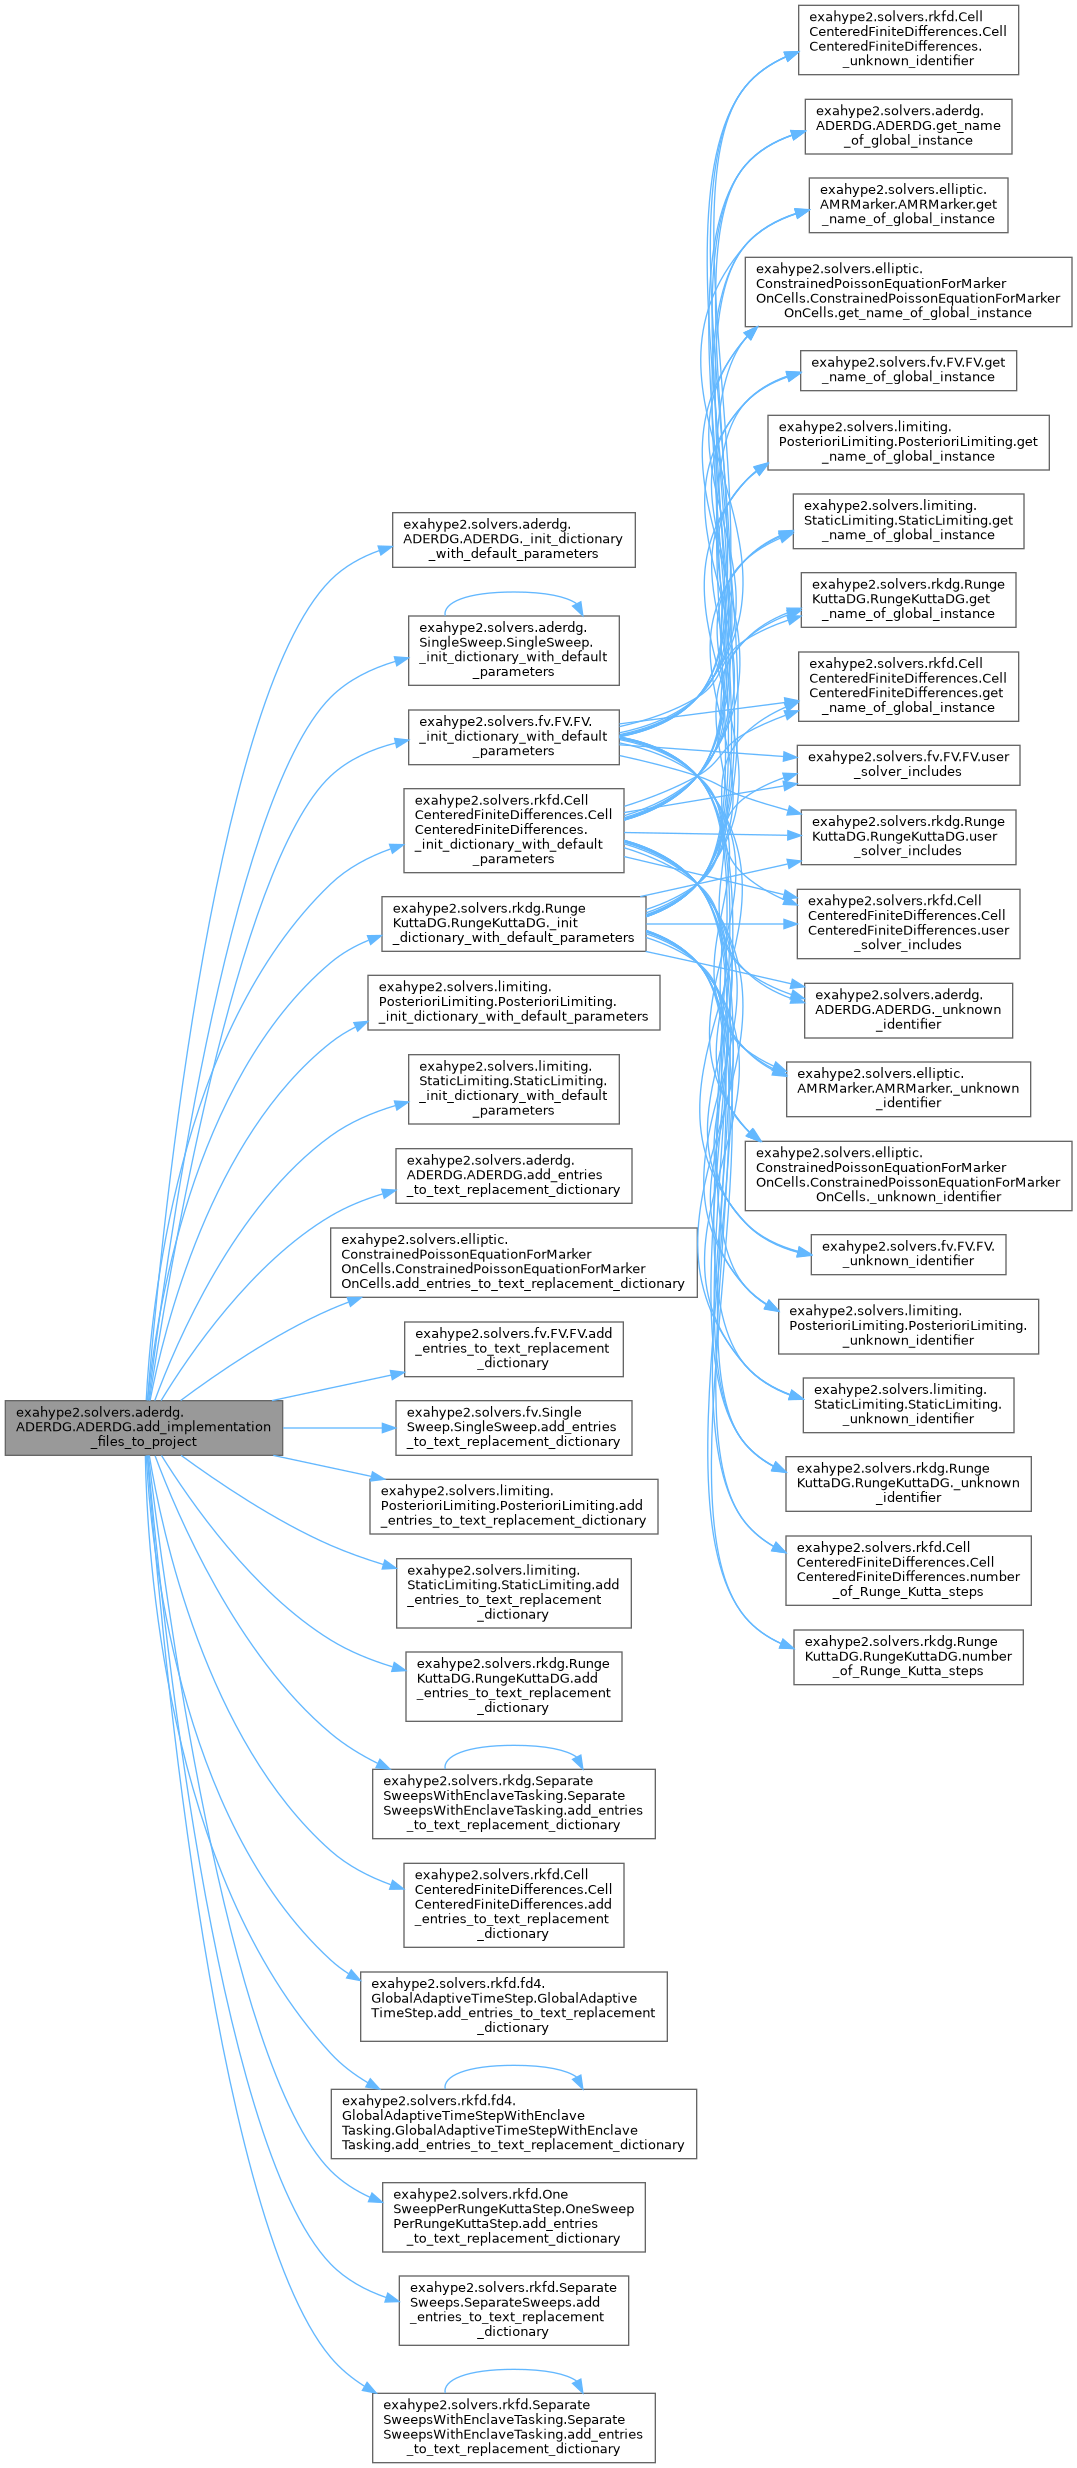 exahype2.solvers.aderdg.
ADERDG.ADERDG.add_implementation
_files_to_project
exahype2.solvers.aderdg.
ADERDG.ADERDG._init_dictionary
_with_default_parameters
exahype2.solvers.aderdg.
SingleSweep.SingleSweep.
_init_dictionary_with_default
_parameters
exahype2.solvers.fv.FV.FV.
_init_dictionary_with_default
_parameters
exahype2.solvers.rkfd.Cell
CenteredFiniteDifferences.Cell
CenteredFiniteDifferences.
_init_dictionary_with_default
_parameters
exahype2.solvers.rkdg.Runge
KuttaDG.RungeKuttaDG._init
_dictionary_with_default_parameters
exahype2.solvers.limiting.
PosterioriLimiting.PosterioriLimiting.
_init_dictionary_with_default_parameters
exahype2.solvers.limiting.
StaticLimiting.StaticLimiting.
_init_dictionary_with_default
_parameters
exahype2.solvers.aderdg.
ADERDG.ADERDG.add_entries
_to_text_replacement_dictionary
exahype2.solvers.elliptic.
ConstrainedPoissonEquationForMarker
OnCells.ConstrainedPoissonEquationForMarker
OnCells.add_entries_to_text_replacement_dictionary
exahype2.solvers.fv.FV.FV.add
_entries_to_text_replacement
_dictionary
exahype2.solvers.fv.Single
Sweep.SingleSweep.add_entries
_to_text_replacement_dictionary
exahype2.solvers.limiting.
PosterioriLimiting.PosterioriLimiting.add
_entries_to_text_replacement_dictionary
exahype2.solvers.limiting.
StaticLimiting.StaticLimiting.add
_entries_to_text_replacement
_dictionary
exahype2.solvers.rkdg.Runge
KuttaDG.RungeKuttaDG.add
_entries_to_text_replacement
_dictionary
exahype2.solvers.rkdg.Separate
SweepsWithEnclaveTasking.Separate
SweepsWithEnclaveTasking.add_entries
_to_text_replacement_dictionary
exahype2.solvers.rkfd.Cell
CenteredFiniteDifferences.Cell
CenteredFiniteDifferences.add
_entries_to_text_replacement
_dictionary
exahype2.solvers.rkfd.fd4.
GlobalAdaptiveTimeStep.GlobalAdaptive
TimeStep.add_entries_to_text_replacement
_dictionary
exahype2.solvers.rkfd.fd4.
GlobalAdaptiveTimeStepWithEnclave
Tasking.GlobalAdaptiveTimeStepWithEnclave
Tasking.add_entries_to_text_replacement_dictionary
exahype2.solvers.rkfd.One
SweepPerRungeKuttaStep.OneSweep
PerRungeKuttaStep.add_entries
_to_text_replacement_dictionary
exahype2.solvers.rkfd.Separate
Sweeps.SeparateSweeps.add
_entries_to_text_replacement
_dictionary
exahype2.solvers.rkfd.Separate
SweepsWithEnclaveTasking.Separate
SweepsWithEnclaveTasking.add_entries
_to_text_replacement_dictionary
exahype2.solvers.rkfd.Cell
CenteredFiniteDifferences.Cell
CenteredFiniteDifferences.
_unknown_identifier
exahype2.solvers.aderdg.
ADERDG.ADERDG.get_name
_of_global_instance
exahype2.solvers.elliptic.
AMRMarker.AMRMarker.get
_name_of_global_instance
exahype2.solvers.elliptic.
ConstrainedPoissonEquationForMarker
OnCells.ConstrainedPoissonEquationForMarker
OnCells.get_name_of_global_instance
exahype2.solvers.fv.FV.FV.get
_name_of_global_instance
exahype2.solvers.limiting.
PosterioriLimiting.PosterioriLimiting.get
_name_of_global_instance
exahype2.solvers.limiting.
StaticLimiting.StaticLimiting.get
_name_of_global_instance
exahype2.solvers.rkdg.Runge
KuttaDG.RungeKuttaDG.get
_name_of_global_instance
exahype2.solvers.rkfd.Cell
CenteredFiniteDifferences.Cell
CenteredFiniteDifferences.get
_name_of_global_instance
exahype2.solvers.fv.FV.FV.user
_solver_includes
exahype2.solvers.rkdg.Runge
KuttaDG.RungeKuttaDG.user
_solver_includes
exahype2.solvers.rkfd.Cell
CenteredFiniteDifferences.Cell
CenteredFiniteDifferences.user
_solver_includes
exahype2.solvers.aderdg.
ADERDG.ADERDG._unknown
_identifier
exahype2.solvers.elliptic.
AMRMarker.AMRMarker._unknown
_identifier
exahype2.solvers.elliptic.
ConstrainedPoissonEquationForMarker
OnCells.ConstrainedPoissonEquationForMarker
OnCells._unknown_identifier
exahype2.solvers.fv.FV.FV.
_unknown_identifier
exahype2.solvers.limiting.
PosterioriLimiting.PosterioriLimiting.
_unknown_identifier
exahype2.solvers.limiting.
StaticLimiting.StaticLimiting.
_unknown_identifier
exahype2.solvers.rkdg.Runge
KuttaDG.RungeKuttaDG._unknown
_identifier
exahype2.solvers.rkfd.Cell
CenteredFiniteDifferences.Cell
CenteredFiniteDifferences.number
_of_Runge_Kutta_steps
exahype2.solvers.rkdg.Runge
KuttaDG.RungeKuttaDG.number
_of_Runge_Kutta_steps